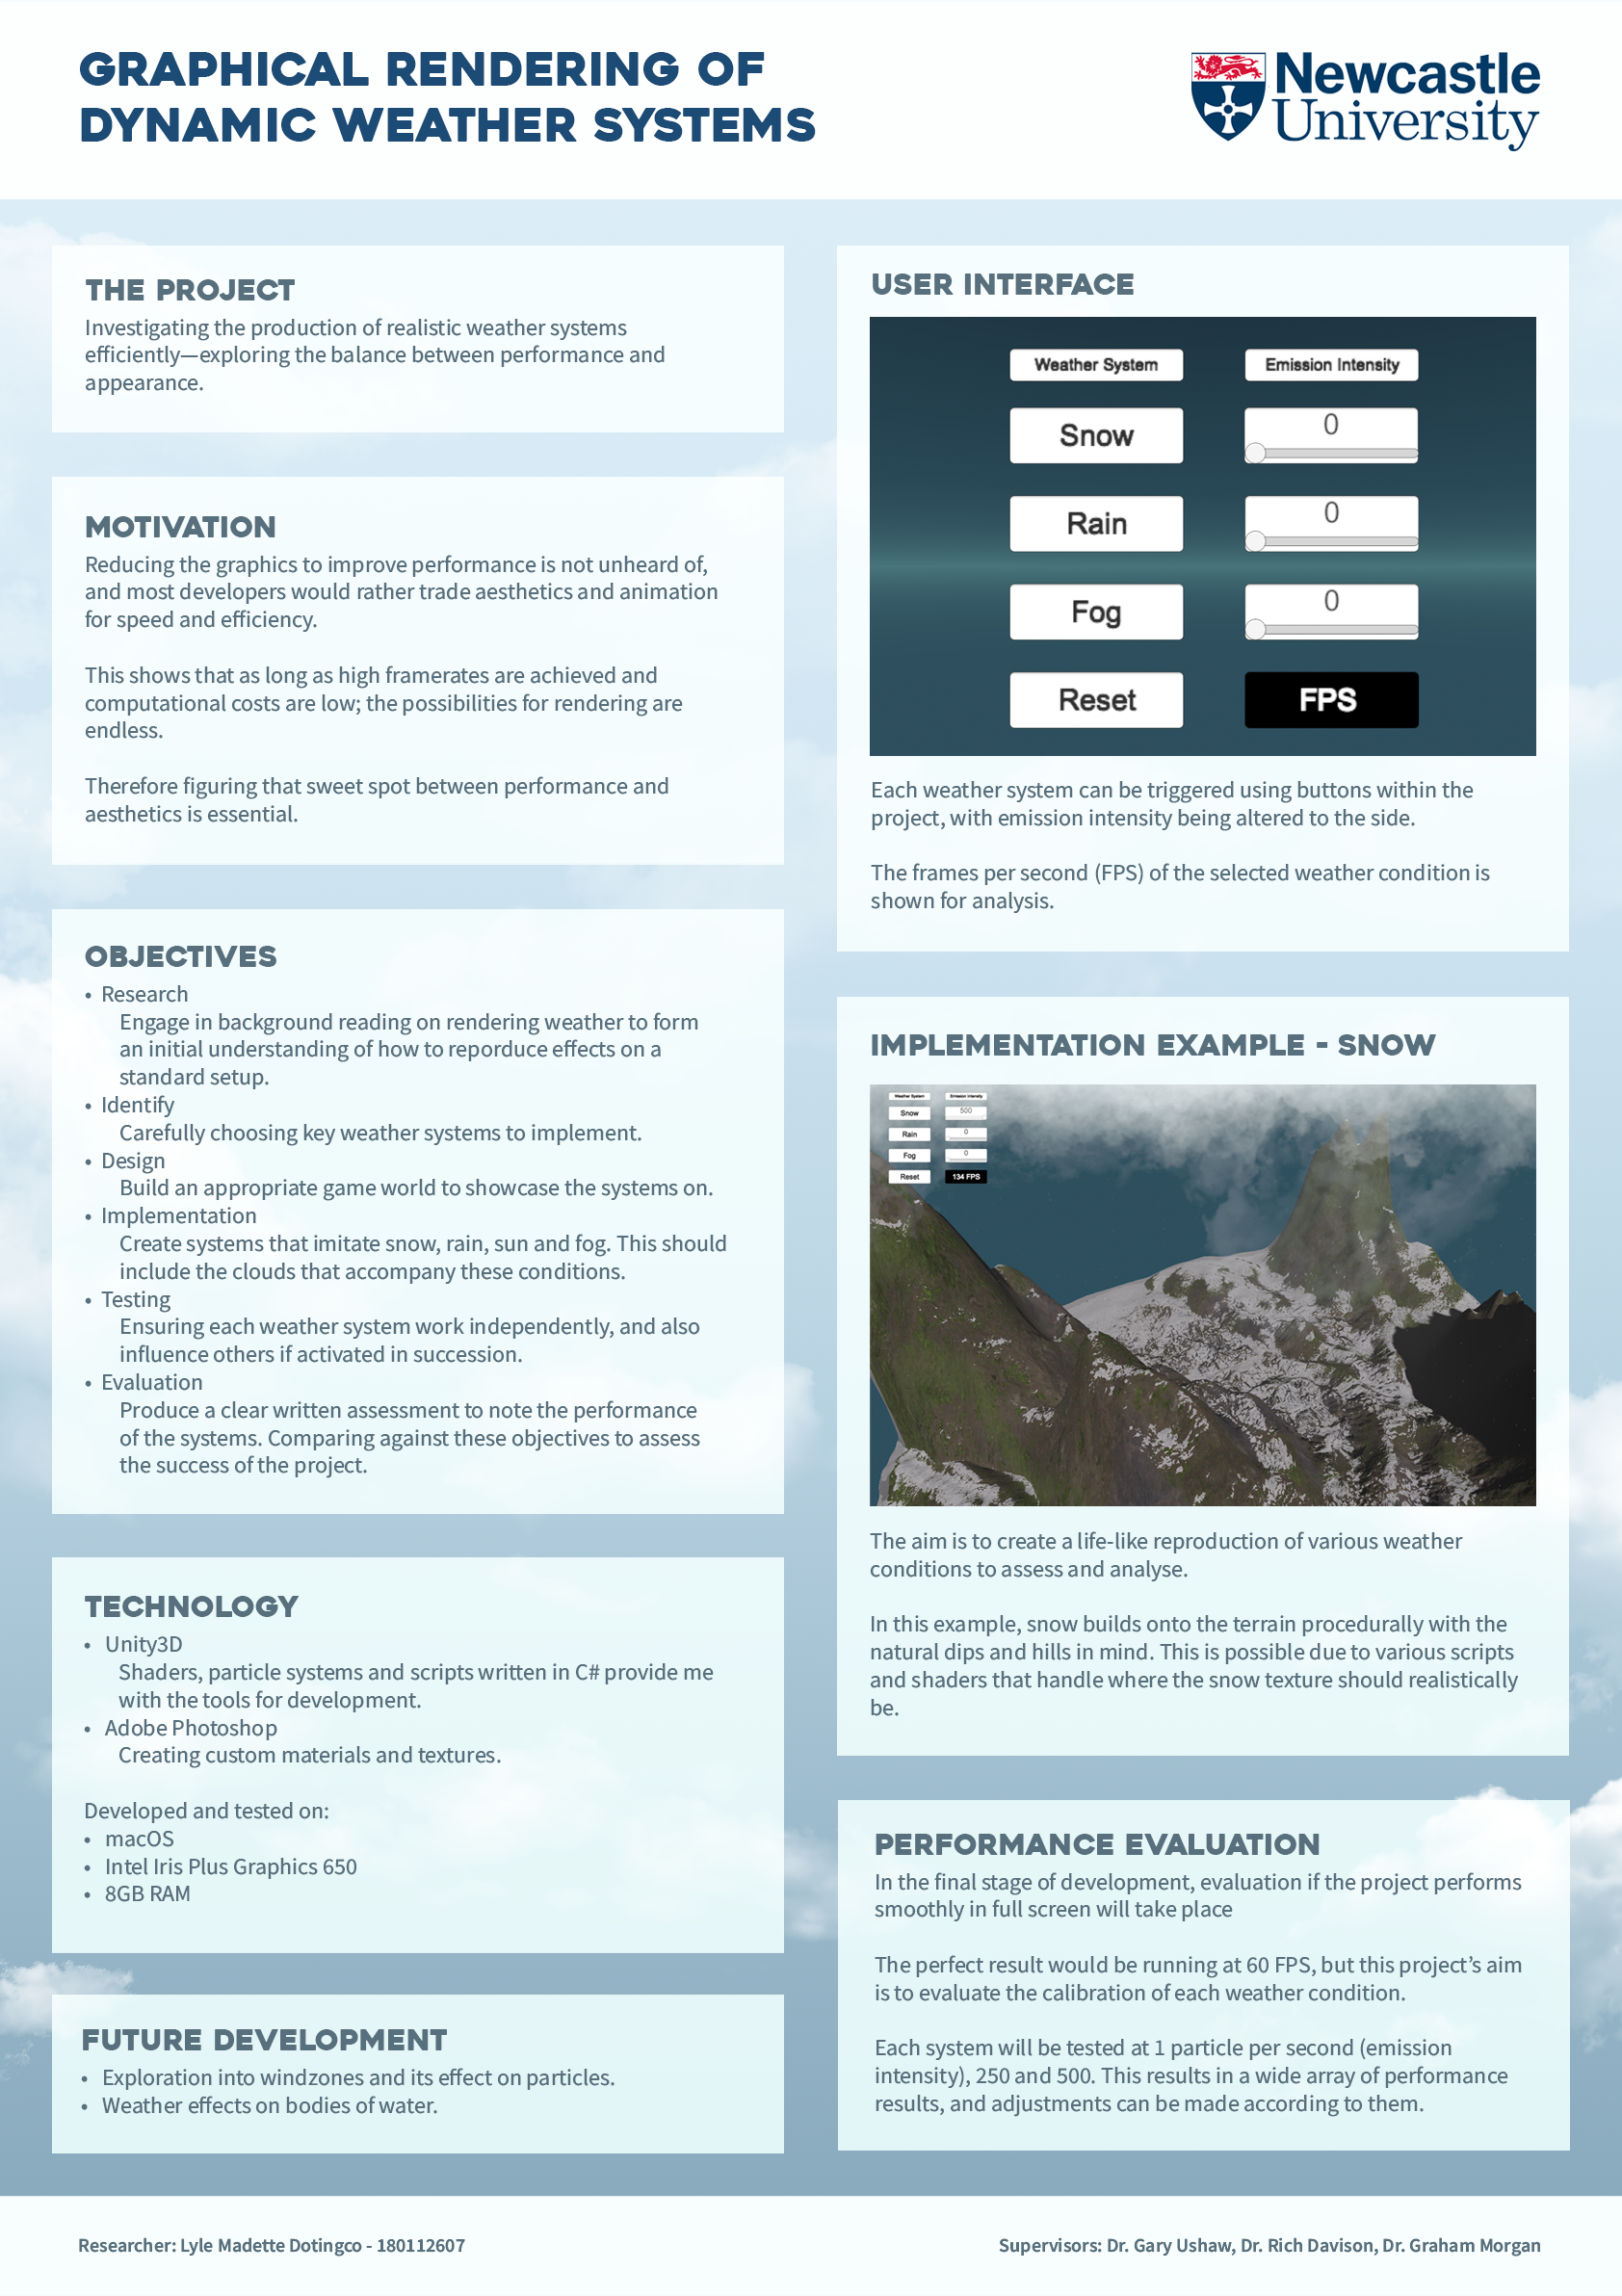 GRAPHICAL RENDERING OF
DYNAMIC WEATHER SYSTEMS
Newcastle
University
THE PROJECT
Investigating the production of realistic weather systems
efficiently—exploring the balance between performance and
appearance.
MOTIVATION
Reducing the graphics to improve performance is not unheard of,
and most developers would rather trade aesthetics and animation
for speed and efficiency.
This shows that as long as high framerates are achieved and
computational costs are low; the possibilities for rendering are
endless.
Therefore figuring that sweet spot between performance and
aesthetics is essential.
OBJECTIVES
• Research
Engage in background reading on rendering weather to form
an initial understanding of how to reporduce effects on a
standard setup.
• Identify
Carefully choosing key weather systems to implement.
• Design
Build an appropriate game world to showcase the systems on.
• Implementation
Create systems that imitate snow, rain, sun and fog. This should
include the clouds that accompany these conditions.
• Testing
Ensuring each weather system work independently, and also
influence others if activated in succession.
• Evaluation
Produce a clear written assessment to note the performance
of the systems. Comparing against these objectives to assess
the success of the project.
TECHNOLOGY
• Unity3D
Shaders, particle systems and scripts written in C# provide me
with the tools for development.
• Adobe Photoshop
Creating custom materials and textures.
Developed and tested on:
• macOS
• Intel Iris Plus Graphics 650
• 8GB RAM
FUTURE DEVELOPMENT
• Exploration into windzones and its effect on particles.
• Weather effects on bodies of water.
USER INTERFACE
Weather System Emission Intensity
Snow 0
Rain 0
Fog 0
Reset FPS
Each weather system can be triggered using buttons within the
project, with emission intensity being altered to the side.
The frames per second (FPS) of the selected weather condition is
shown for analysis.
IMPLEMENTATION EXAMPLE - SNOW
Weather System Emission Intensity
Snow 500
Rain 0
Fog 0
Reset 134 FPS
The aim is to create a life-like reproduction of various weather
conditions to assess and analyse.
In this example, snow builds onto the terrain procedurally with the
natural dips and hills in mind. This is possible due to various scripts
and shaders that handle where the snow texture should realistically
be.
PERFORMANCE EVALUATION
In the final stage of development, evaluation if the project performs
smoothly in full screen will take place
The perfect result would be running at 60 FPS, but this project’s aim
is to evaluate the calibration of each weather condition.
Each system will be tested at 1 particle per second (emission
intensity), 250 and 500. This results in a wide array of performance
results, and adjustments can be made according to them.
Researcher: Lyle Madette Dotingco - 180112607
Supervisors: Dr. Gary Ushaw, Dr. Rich Davison, Dr. Graham Morgan